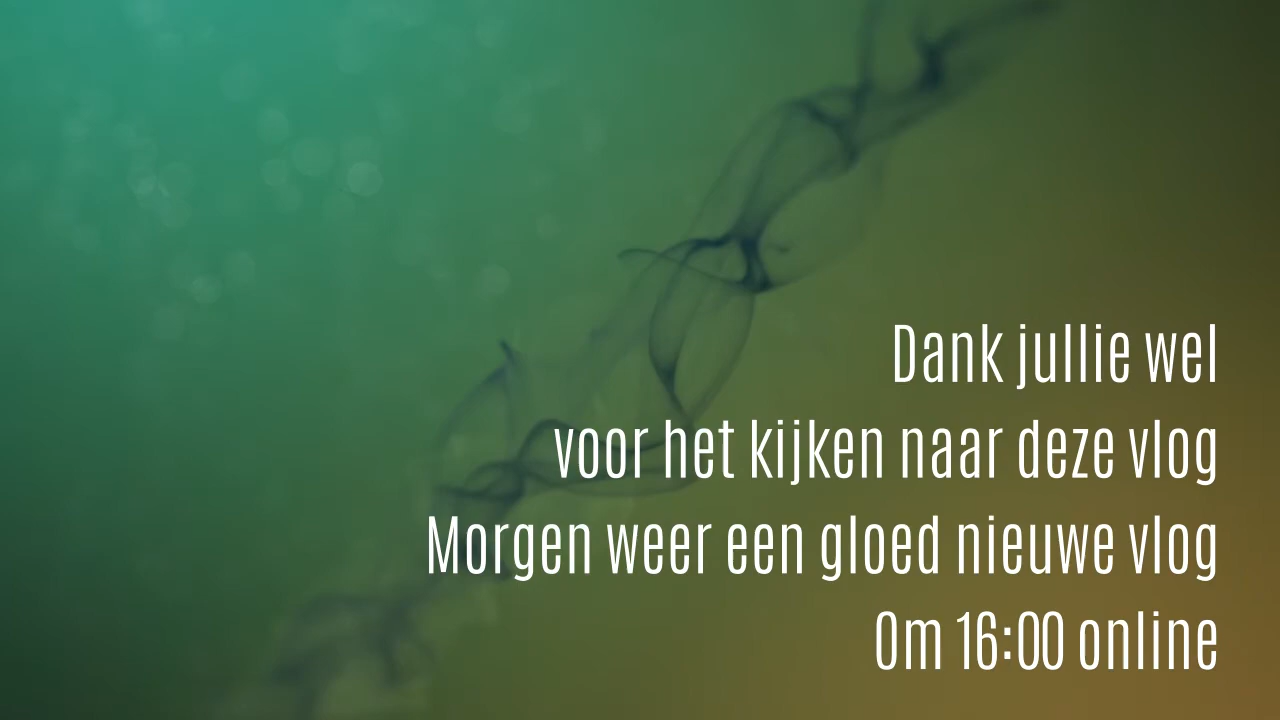 Dank jullie wel
voor het kijken naar deze vlog
Morgen weer een gloed nieuwe vlog
Om 16:00 online